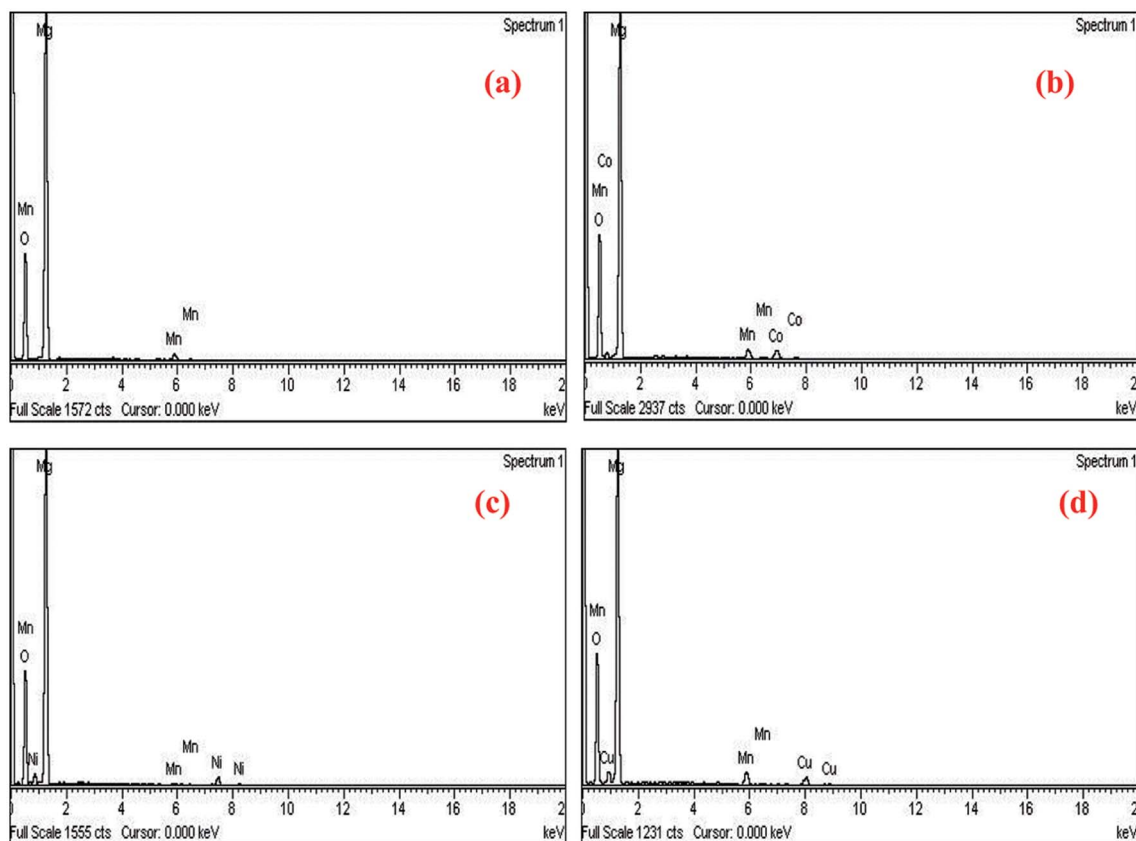 Mg
Spectrum 1
(a)
Mn
O
Mn
Mn
2 4 6 8 10 12 14 16 18 2
Full Scale 1572 cts Cursor: 0.000 keV
keV
Mg
Spectrum 1
(b)
Co
Mn
O
Mn
Co
Mn
Co
2 4 6 8 10 12 14 16 18 2
Full Scale 2937 cts Cursor: 0.000 keV
keV
Mg
Spectrum 1
(c)
Mn
O
Ni
Mn
Mn
Ni
Ni
2 4 6 8 10 12 14 16 18 2
Full Scale 1555 cts Cursor: 0.000 keV
keV
Mg
Spectrum 1
(d)
Mn
O
Cu
Mn
Mn
Cu
Cu
2 4 6 8 10 12 14 16 18 2
Full Scale 1231 cts Cursor: 0.000 keV
keV